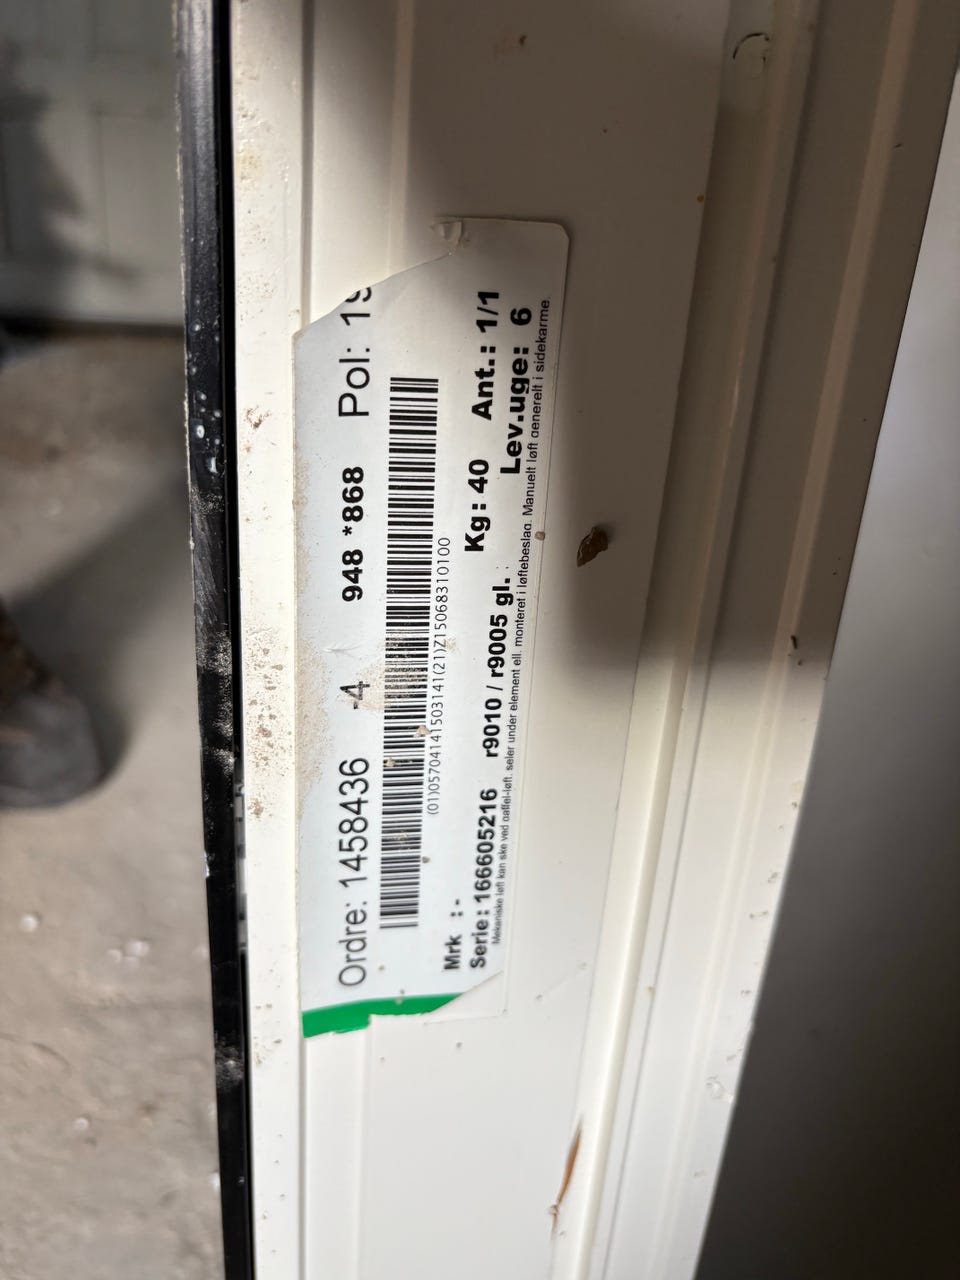 Ordre: 1458436 -4 948 *868 Pol: 19
(01)05704141503141(21)Z15068310100
Mrk :- Kg: 40 Ant.: 1/1
Serie: 166605216 r9010 / r9005 gl. Lev.uge: 6
Mekaniske løft kan ske ved gaffel-løft, seler under element ell. monteret i løftebeslag. Manuelt løft generelt i sidekarme.